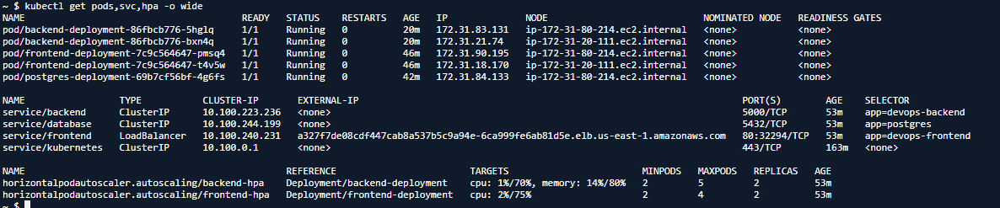 ~ $ kubectl get pods,svc,hpa -o wide
NAME READY STATUS RESTARTS AGE IP NODE NOMINATED NODE READINESS GATES
pod/backend-deployment-86fbcb776-5hglq 1/1 Running 0 20m 172.31.83.131 ip-172-31-80-214.ec2.internal <none> <none>
pod/backend-deployment-86fbcb776-bxn4q 1/1 Running 0 20m 172.31.21.74 ip-172-31-20-111.ec2.internal <none> <none>
pod/frontend-deployment-7c9c564647-pmsq4 1/1 Running 0 46m 172.31.90.195 ip-172-31-80-214.ec2.internal <none> <none>
pod/frontend-deployment-7c9c564647-t4v5w 1/1 Running 0 46m 172.31.18.170 ip-172-31-20-111.ec2.internal <none> <none>
pod/postgres-deployment-69b7cf56bf-4g6fs 1/1 Running 0 42m 172.31.84.133 ip-172-31-80-214.ec2.internal <none> <none>
NAME TYPE CLUSTER-IP EXTERNAL-IP PORT(S) AGE SELECTOR
service/backend ClusterIP 10.100.223.236 <none> 5000/TCP 53m app=devops-backend
service/database ClusterIP 10.100.244.199 <none> 5432/TCP 53m app=postgres
service/frontend LoadBalancer 10.100.240.231 a327f7de08cdf447cab8a537b5c9a94e-6ca999fe6ab81d5e.elb.us-east-1.amazonaws.com 80:32294/TCP 53m app=devops-frontend
service/kubernetes ClusterIP 10.100.0.1 <none> 443/TCP 163m <none>
NAME REFERENCE TARGETS MINPODS MAXPODS REPLICAS AGE
horizontalpodautoscaler.autoscaling/backend-hpa Deployment/backend-deployment cpu: 1%/70%, memory: 14%/80% 2 5 2 53m
horizontalpodautoscaler.autoscaling/frontend-hpa Deployment/frontend-deployment cpu: 2%/75% 2 4 2 53m
~ $